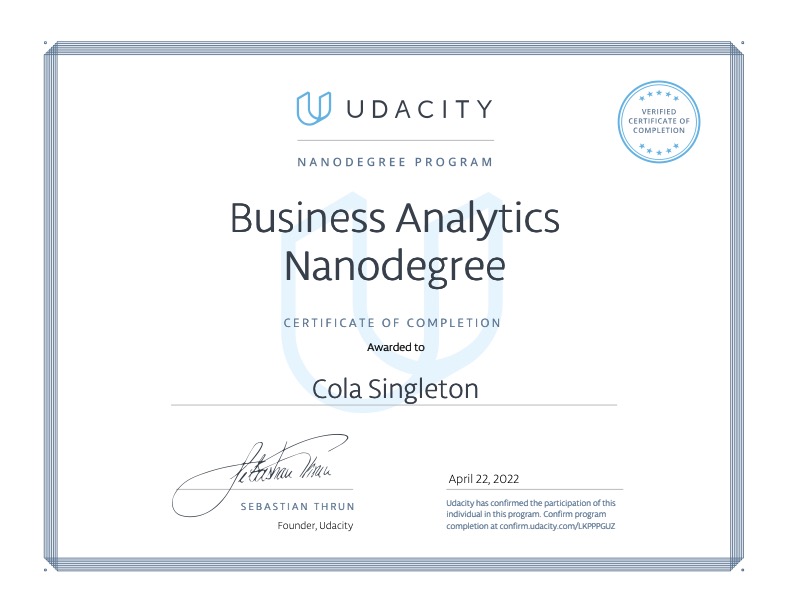 UDACITY
VERIFIED
CERTIFICATE OF
COMPLETION
NANODEGREE PROGRAM
Business Analytics
Nanodegree
CERTIFICATE OF COMPLETION
Awarded to
Cola Singleton
Sebastian Thrun
SEBASTIAN THRUN
Founder, Udacity
April 22, 2022
Udacity has confirmed the participation of this
individual in this program. Confirm program
completion at confirm.udacity.com/LKPPPGUZ